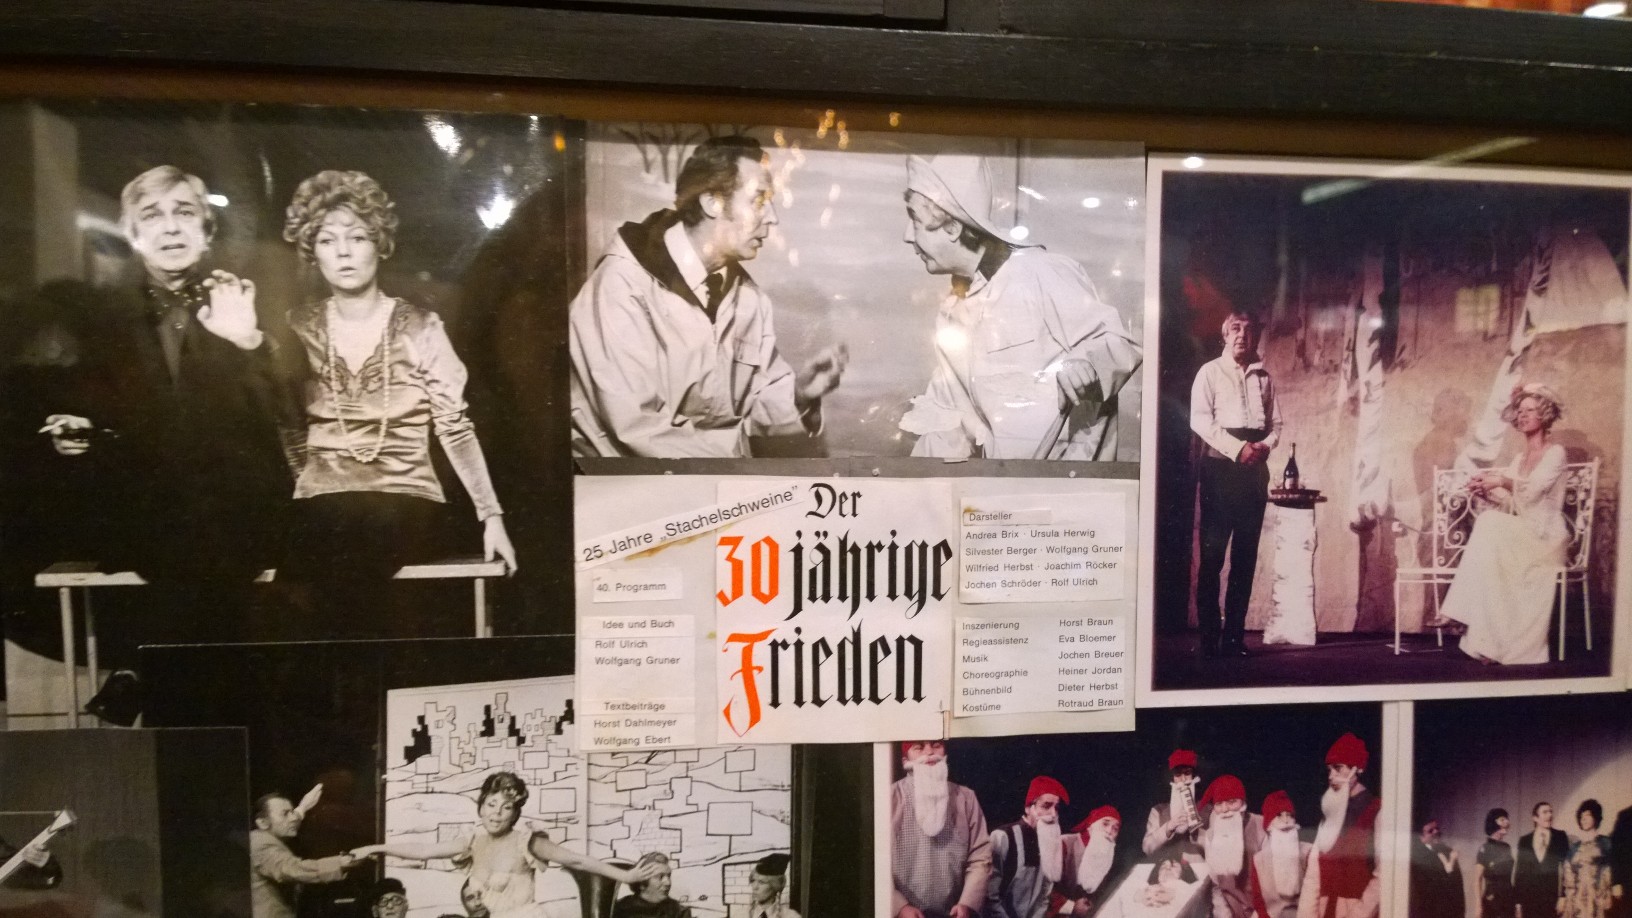 25 Jahre „Stachelschweine”
40. Programm
Idee und Buch
Rolf Ulrich
Wolfgang Gruner
Textbeiträge
Horst Dahlmeyer
Wolfgang Ebert
Der
30jährige
Frieden
Darsteller
Andrea Brix · Ursula Herwig
Silvester Berger · Wolfgang Gruner
Wilfried Herbst · Joachim Röcker
Jochen Schröder · Rolf Ulrich
Inszenierung Horst Braun
Regieassistenz Eva Bloemer
Musik Jochen Breuer
Choreographie Heiner Jordan
Bühnenbild Dieter Herbst
Kostüme Rotraud Braun